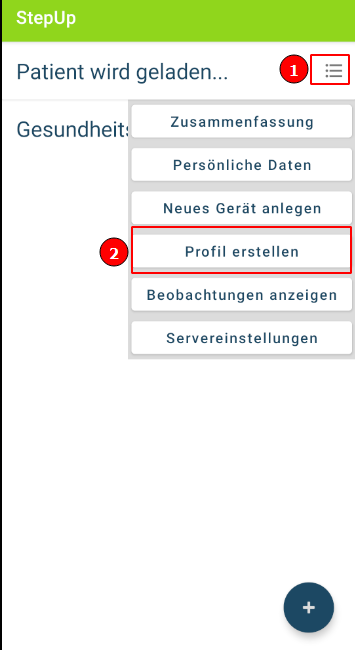 StepUp
Patient wird geladen...
1
Zusammenfassung
Gesundheits
Persönliche Daten
Neues Gerät anlegen
2
Profil erstellen
Beobachtungen anzeigen
Servereinstellungen
+